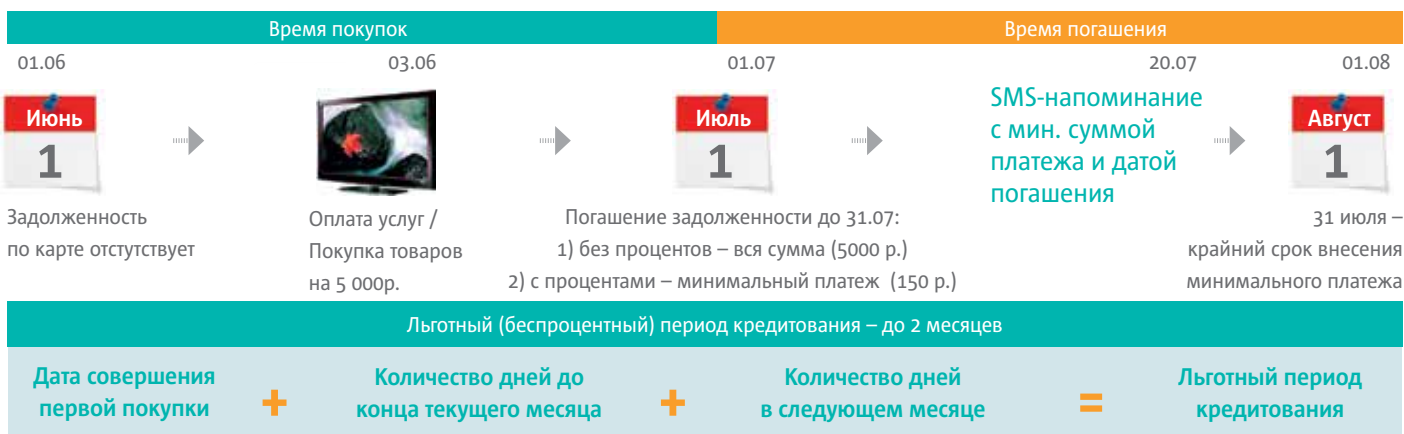 Время покупок
Время погашения
01.06
03.06
01.07
20.07
01.08
Июнь
1
Июль
1
SMS-напоминание
с мин. суммой
платежа и датой
погашения
Август
1
Задолженность
по карте отстутствует
Оплата услуг /
Покупка товаров
на 5 000р.
Погашение задолженности до 31.07:
1) без процентов – вся сумма (5000 р.)
2) с процентами – минимальный платеж (150 р.)
31 июля –
крайний срок внесения
минимального платежа
Льготный (беспроцентный) период кредитования – до 2 месяцев
Дата совершения
первой покупки
+
Количество дней до
конца текущего месяца
+
Количество дней
в следующем месяце
=
Льготный период
кредитования